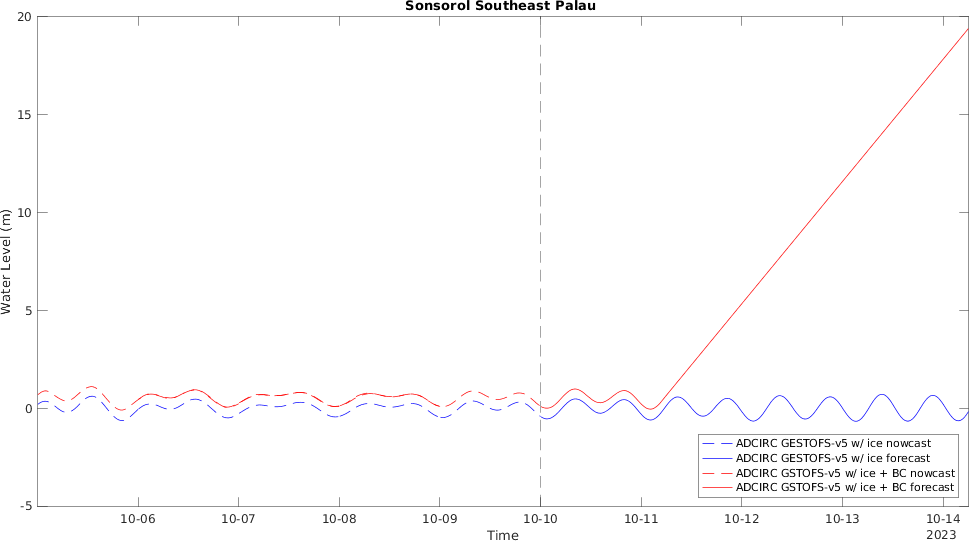 Sonsorol Southeast Palau
20
15
10
5
0
-5
Water Level (m)
10-06 10-07 10-08 10-09 10-10 10-11 10-12 10-13 10-14
2023
Time
ADCIRC GESTOFS-v5 w/ ice nowcast
ADCIRC GESTOFS-v5 w/ ice forecast
ADCIRC GSTOFS-v5 w/ ice + BC nowcast
ADCIRC GSTOFS-v5 w/ ice + BC forecast